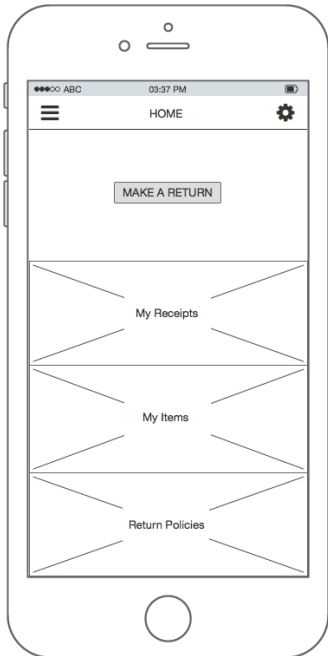 ABC 03:37 PM
HOME
MAKE A RETURN
My Receipts
My Items
Return Policies